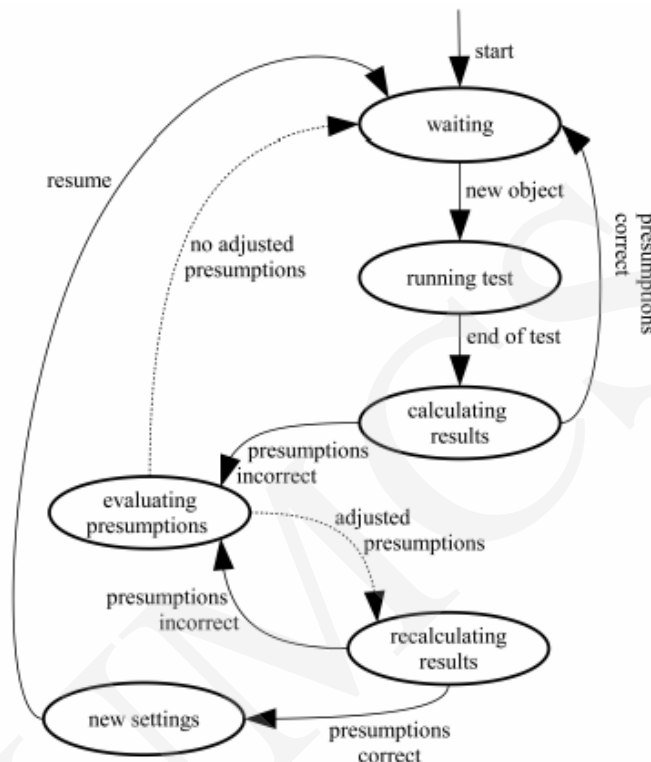 start
waiting
resume
new object
no adjusted
presumptions
presumptions
correct
running test
end of test
calculating
results
presumptions
incorrect
evaluating
presumptions
adjusted
presumptions
presumptions
incorrect
recalculating
results
new settings
presumptions
correct
UMCS